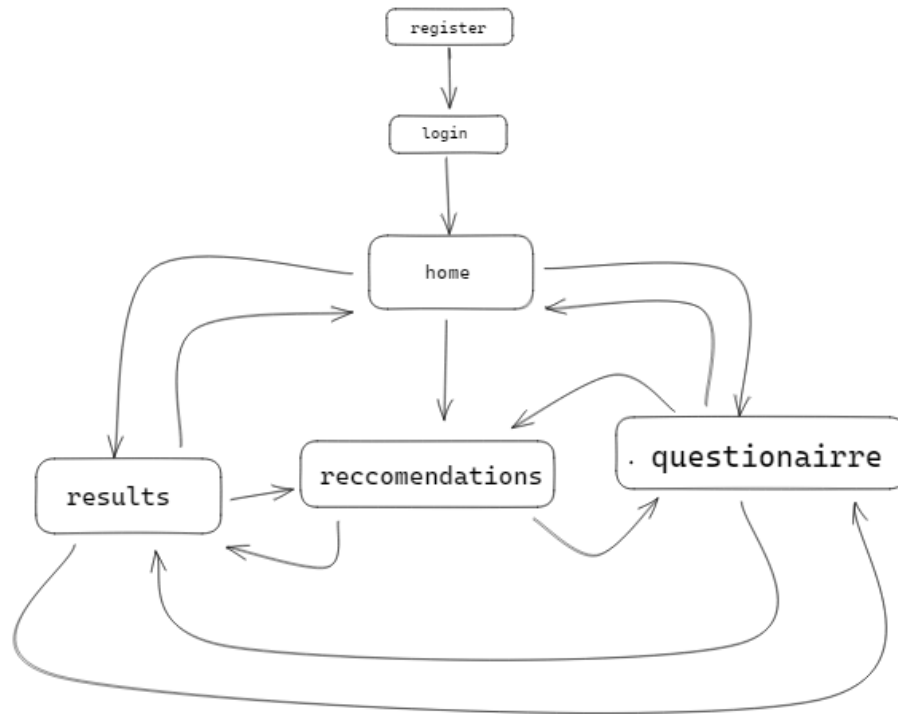 register
login
home
. questionairre
reccomendations
results